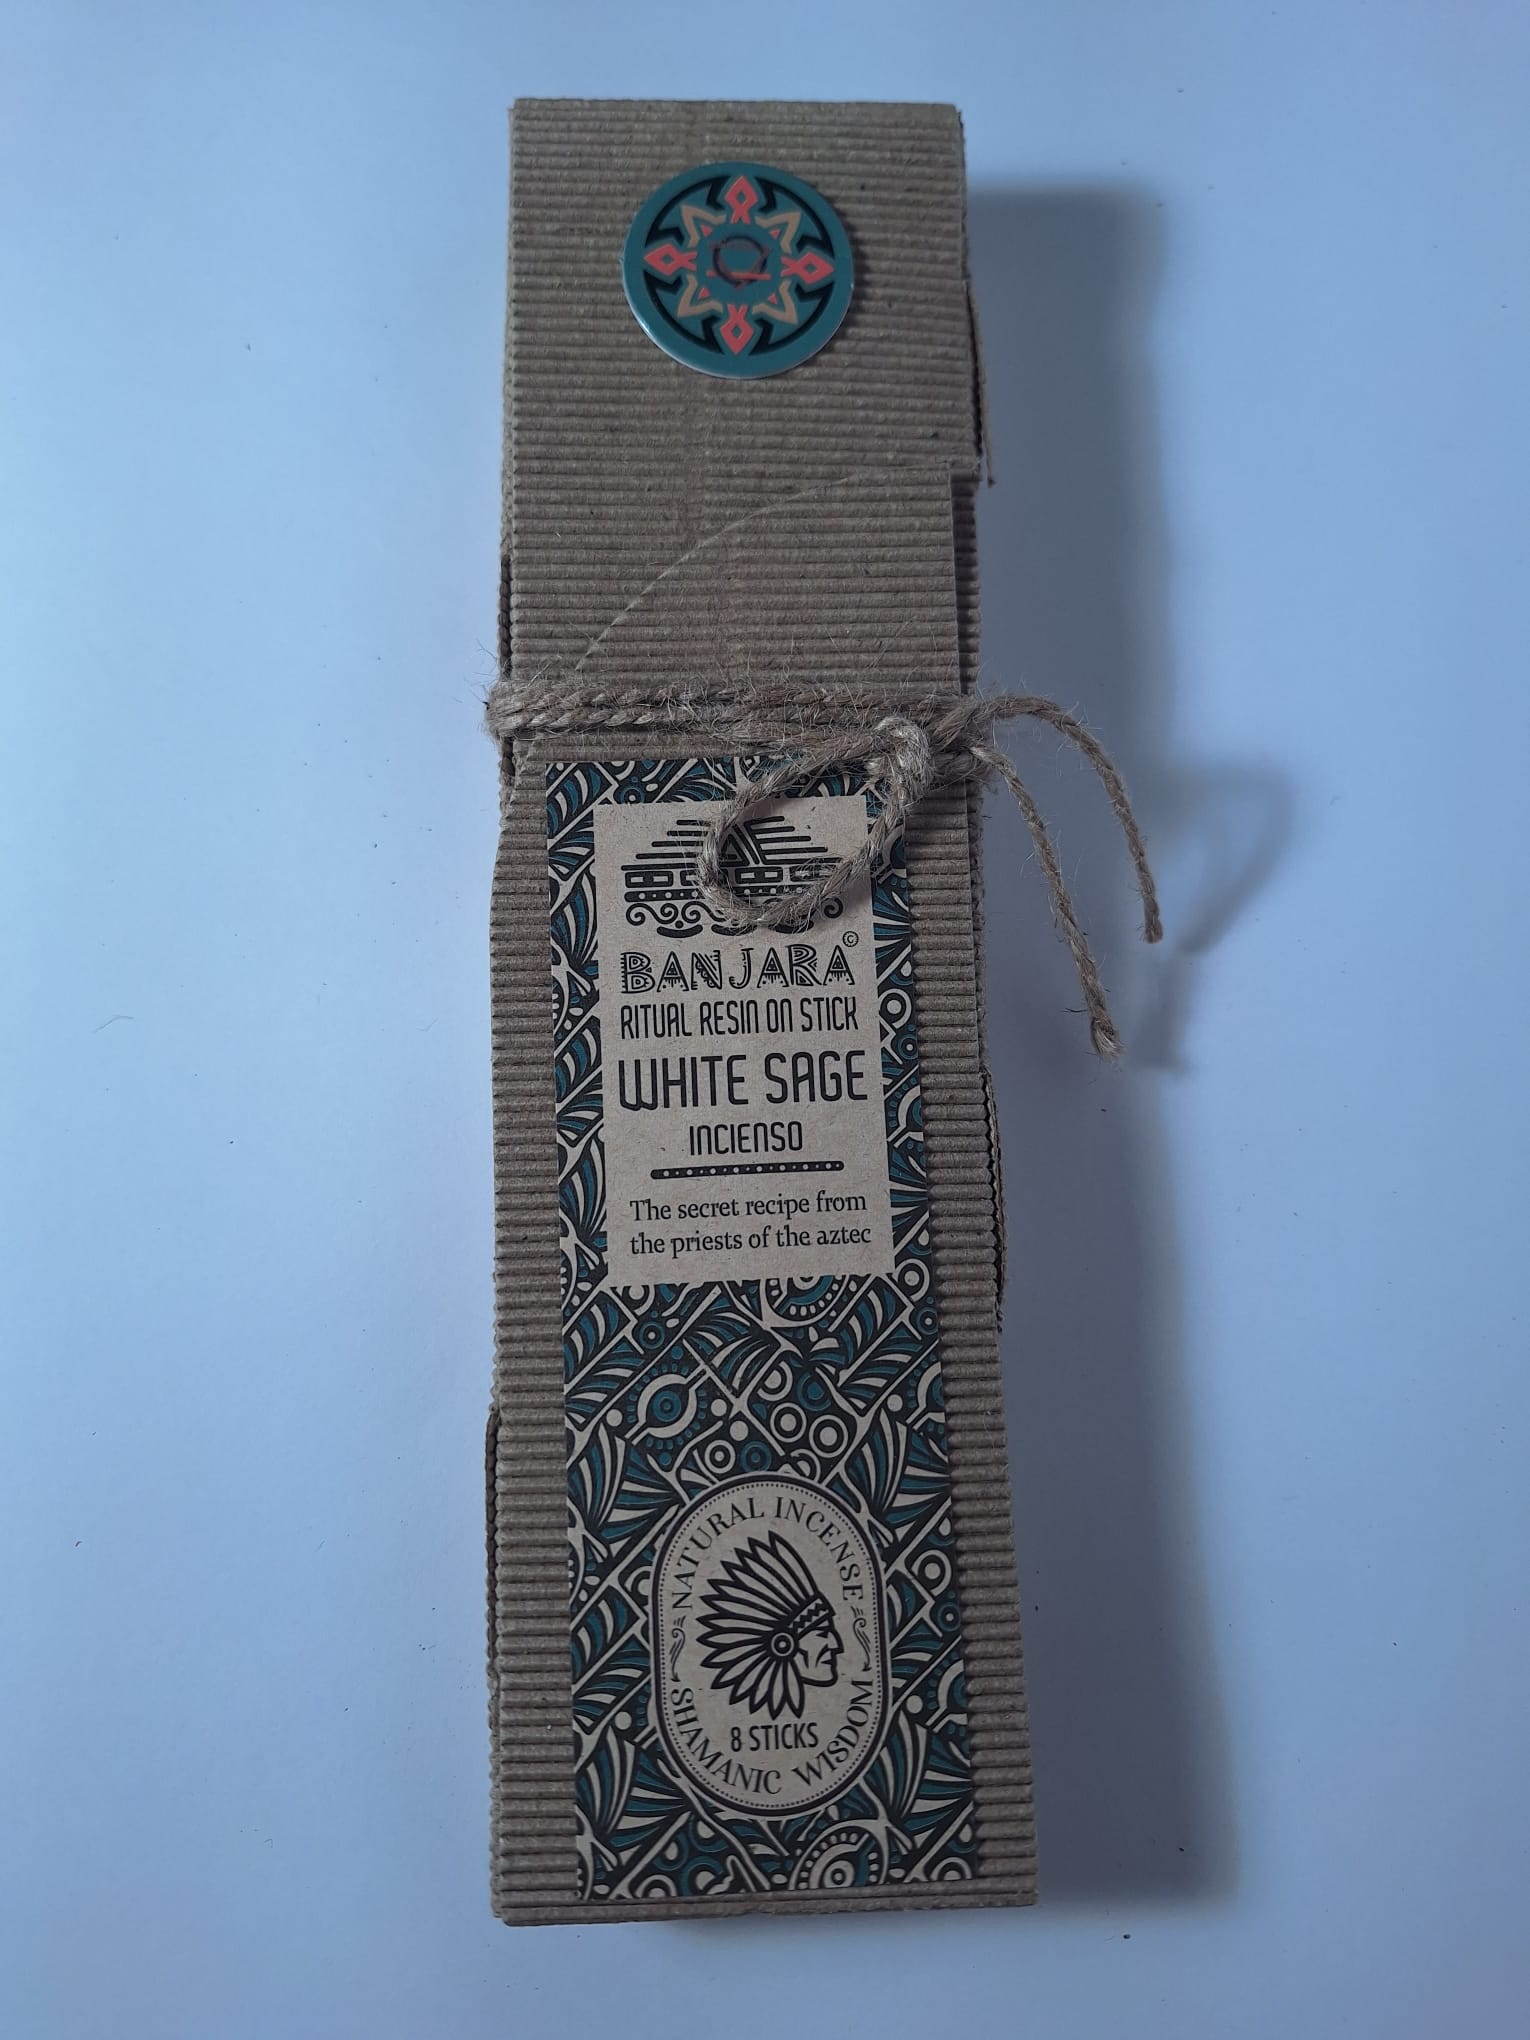 BANJARA©
RITUAL RESIN ON STICK
WHITE SAGE
INCIENSO
The secret recipe from
the priests of the aztec
NATURAL INCENSE
8 STICKS
SHAMANIC WISDOM